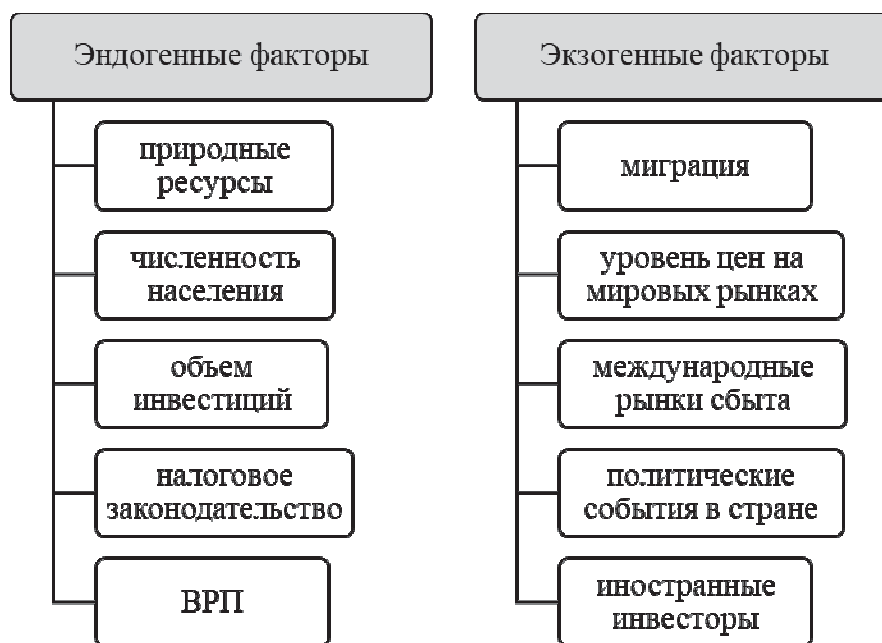 Эндогенные факторы
природные
ресурсы
численность
населения
объем
инвестиций
налоговое
законодательство
ВРП
Экзогенные факторы
миграция
уровень цен на
мировых рынках
международные
рынки сбыта
политические
события в стране
иностранные
инвесторы